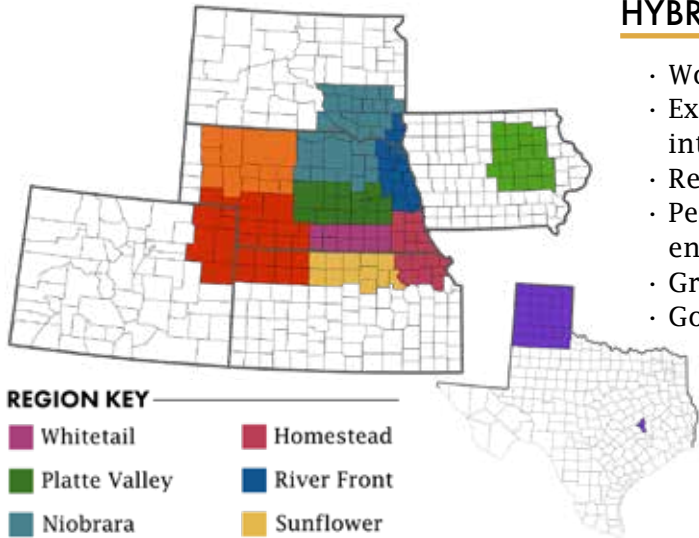 HYBR
· Wo
· Ex
int
· Re
· Pe
en
· Gr
· Go
REGION KEY
Whitetail
Homestead
Platte Valley
River Front
Niobrara
Sunflower